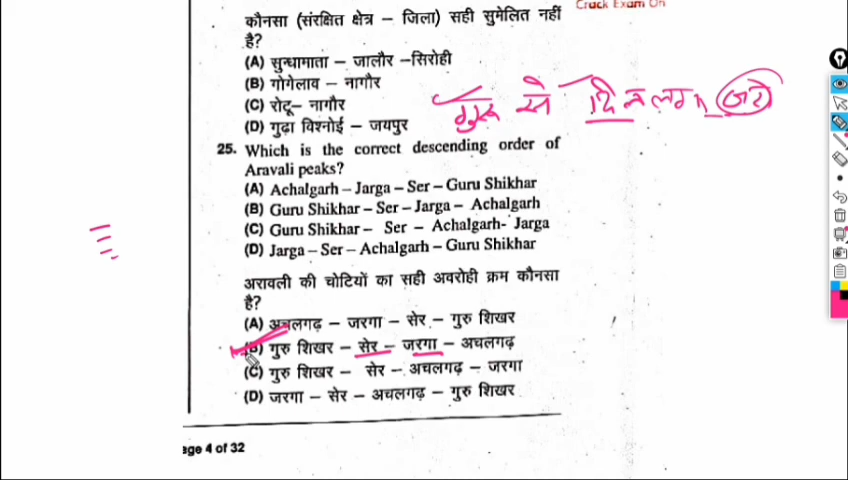 Crack Exam On
कौनसा (संरक्षित क्षेत्र – जिला) सही सुमेलित नहीं
है?
(A) सुन्धामाता – जालौर –सिरोही
(B) गोगेलाव – नागौर
(C) रोटू– नागौर
(D) गुढ़ा विश्नोई – जयपुर
गुरु से
25. Which is the correct descending order of
Aravali peaks?
(A) Achalgarh – Jarga – Ser – Guru Shikhar
(B) Guru Shikhar – Ser – Jarga – Achalgarh
(C) Guru Shikhar – Ser – Achalgarh- Jarga
(D) Jarga – Ser – Achalgarh – Guru Shikhar
अरावली की चोटियों का सही अवरोही क्रम कौनसा
है?
(A) अचलगढ़ – जरगा – सेर – गुरु शिखर
(B) गुरु शिखर – सेर – जरगा – अचलगढ़
(C) गुरु शिखर – सेर – अचलगढ़ – जरगा
(D) जरगा – सेर – अचलगढ़ – गुरु शिखर
age 4 of 32